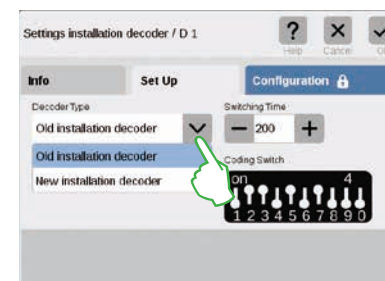 Settings installation decoder / D 1
Help
Cancel
Info
Set Up
Configuration
Decoder Type
Switching Time
Old installation decoder
200
Old installation decoder
Coding Switch
New installation decoder
on 4
1 2 3 4 5 6 7 8 9 0